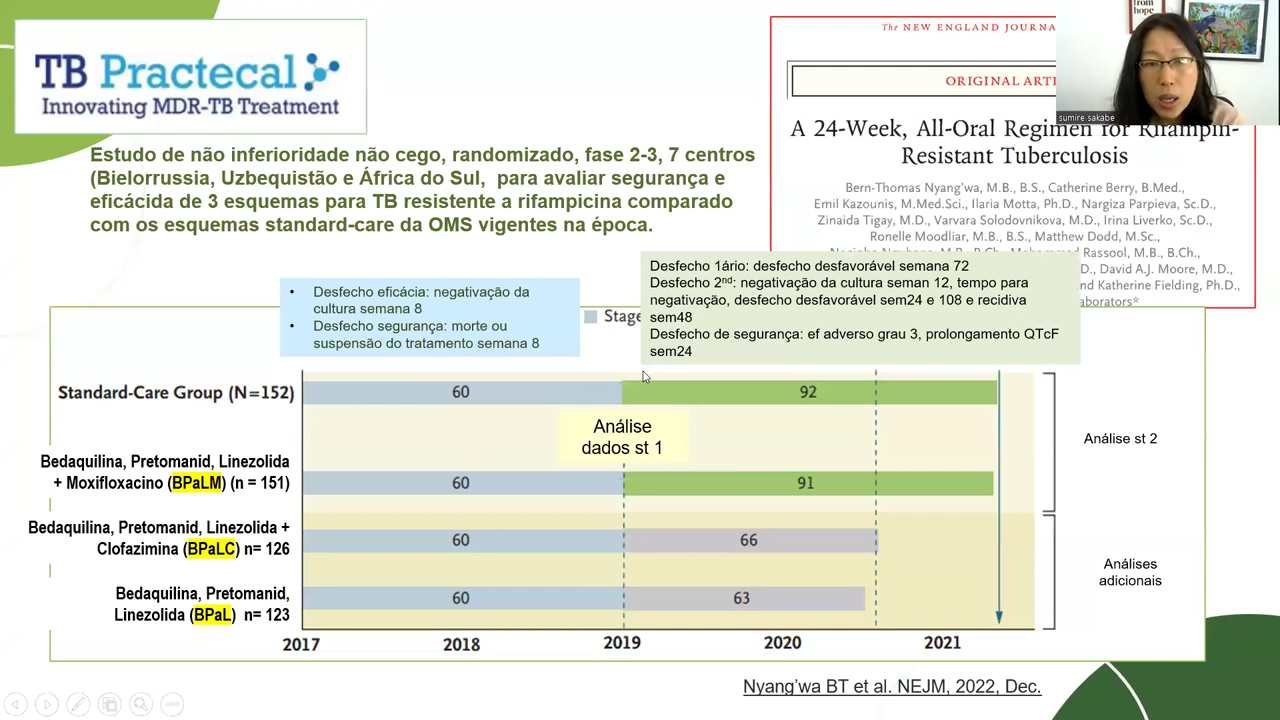 TB Practecal
Innovating MDR-TB Treatment
Estudo de não inferioridade não cego, randomizado, fase 2-3, 7 centros
(Bielorrussia, Uzbequistão e África do Sul, para avaliar segurança e
eficácida de 3 esquemas para TB resistente a rifampicina comparado
com os esquemas standard-care da OMS vigentes na época.
The NEW ENGLAND JOURNA
ORIGINAL ARTI
from
hope
sumire sakabe
A 24-Week, All-Oral Regimen for Rifampin-
Resistant Tuberculosis
Bern-Thomas Nyang'wa, M.B., B.S., Catherine Berry, B.Med.,
Emil Kazounis, M.Med.Sci., Ilaria Motta, Ph.D., Nargiza Parpieva, Sc.D.,
Zinaida Tigay, M.D., Varvara Solodovnikova, M.D., Irina Liverko, Sc.D.,
Ronelle Moodliar, M.B., B.S., Matthew Dodd, M.Sc.,
Rassool, M.B., B.Ch.,
D., David A.J. Moore, M.D.,
nd Katherine Fielding, Ph.D.,
aborators*
• Desfecho eficácia: negativação da
cultura semana 8
• Desfecho segurança: morte ou
suspensão do tratamento semana 8
Stage
Desfecho 1ário: desfecho desfavorável semana 72
Desfecho 2nd: negativação da cultura seman 12, tempo para
negativação, desfecho desfavorável sem24 e 108 e recidiva
sem48
Desfecho de segurança: ef adverso grau 3, prolongamento QTcF
sem24
Standard-Care Group (N=152)
60
92
Análise
dados st 1
Análise st 2
Bedaquilina, Pretomanid, Linezolida
+ Moxifloxacino (BPaLM) (n = 151)
60
91
Bedaquilina, Pretomanid, Linezolida +
Clofazimina (BPaLC) n= 126
60
66
Análises
adicionais
Bedaquilina, Pretomanid,
Linezolida (BPaL) n= 123
60
63
2017
2018
2019
2020
2021
Nyang'wa BT et al. NEJM, 2022, Dec.